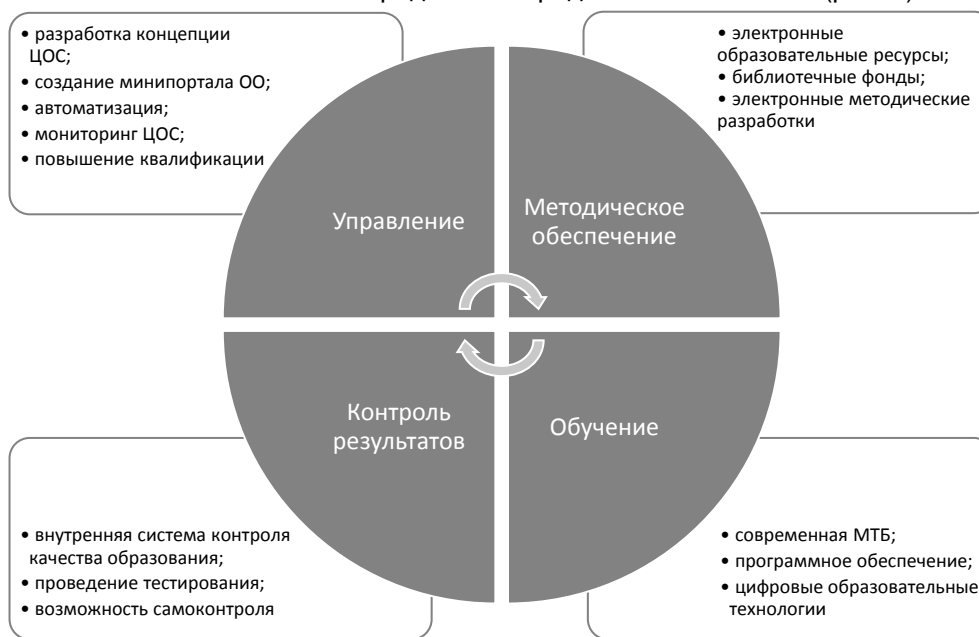 • разработка концепции
ЦОС;
• создание минипортала ОО;
• автоматизация;
• мониторинг ЦОС;
• повышение квалификации
• электронные
образовательные ресурсы;
• библиотечные фонды;
• электронные методические
разработки
Управление
Методическое
обеспечение
Контроль
результатов
Обучение
• внутренняя система контроля
качества образования;
• проведение тестирования;
• возможность самоконтроля
• современная МТБ;
• программное обеспечение;
• цифровые образовательные
технологии